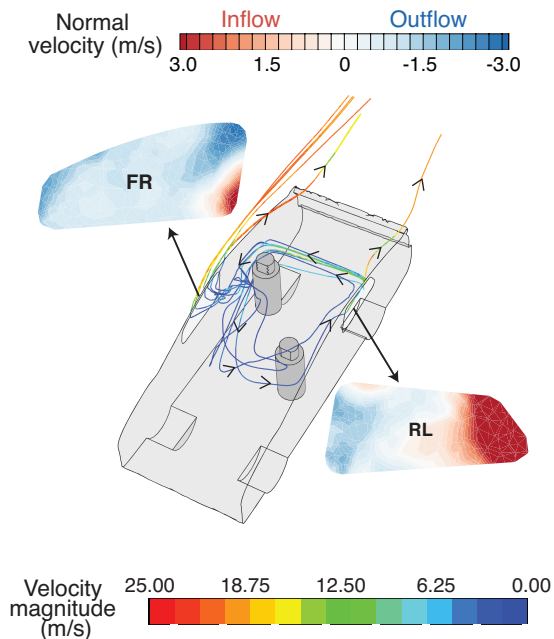 Normal Inflow Outflow
velocity (m/s)
3.0 1.5 0 -1.5 -3.0
FR
RL
Velocity 25.00 18.75 12.50 6.25 0.00
magnitude
(m/s)